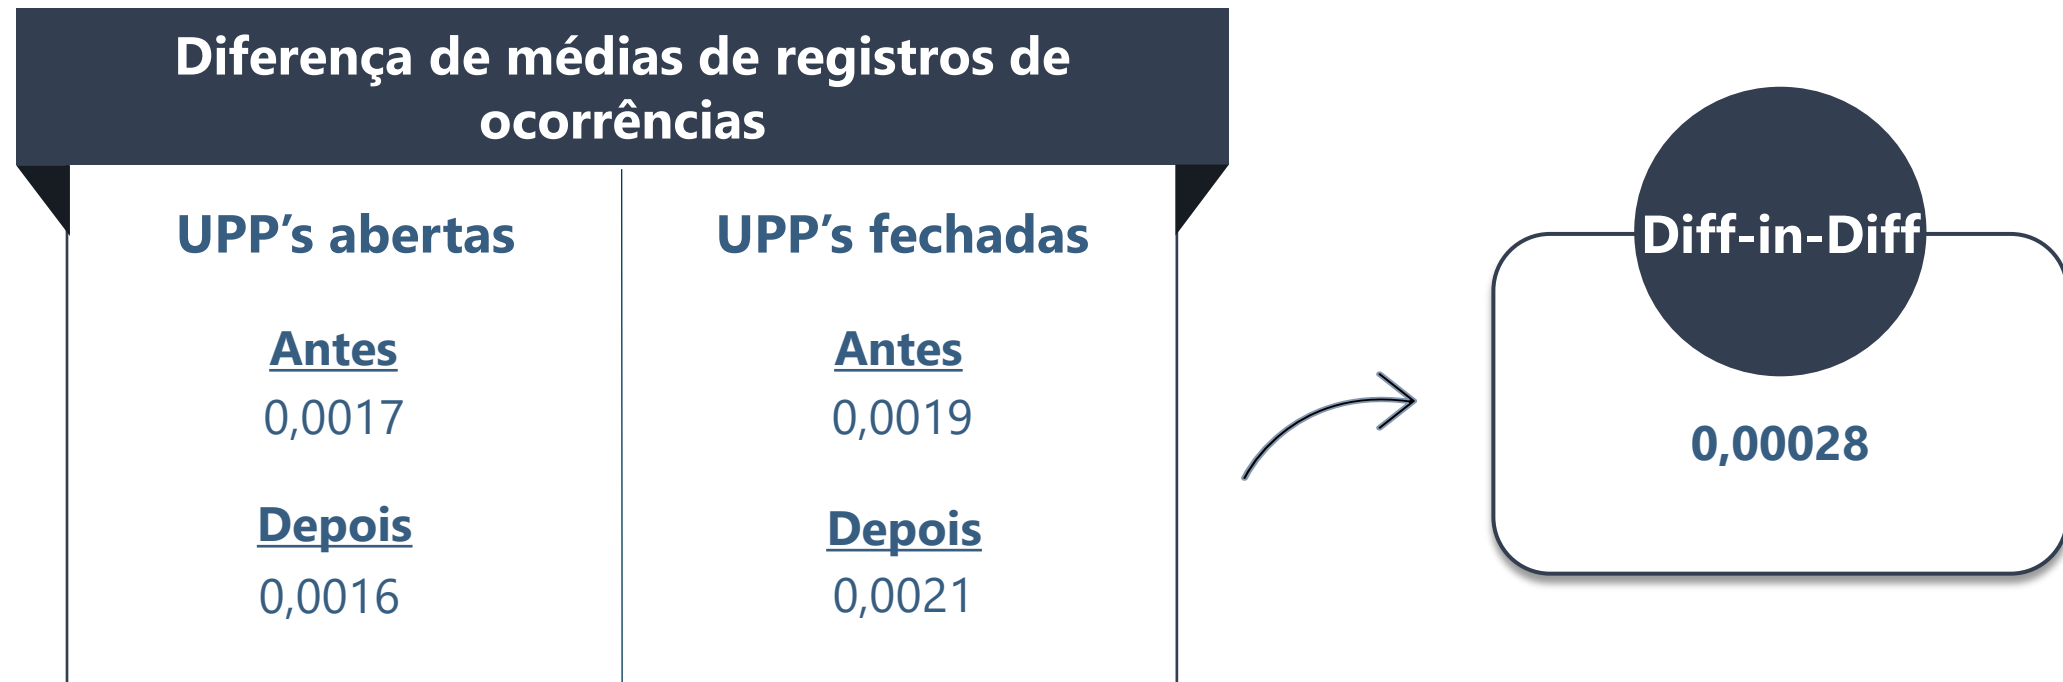 Diferença de médias de registros de
ocorrências
UPP’s abertas
Antes
0,0017
Depois
0,0016
UPP’s fechadas
Antes
0,0019
Depois
0,0021
Diff-in-Diff
0,00028